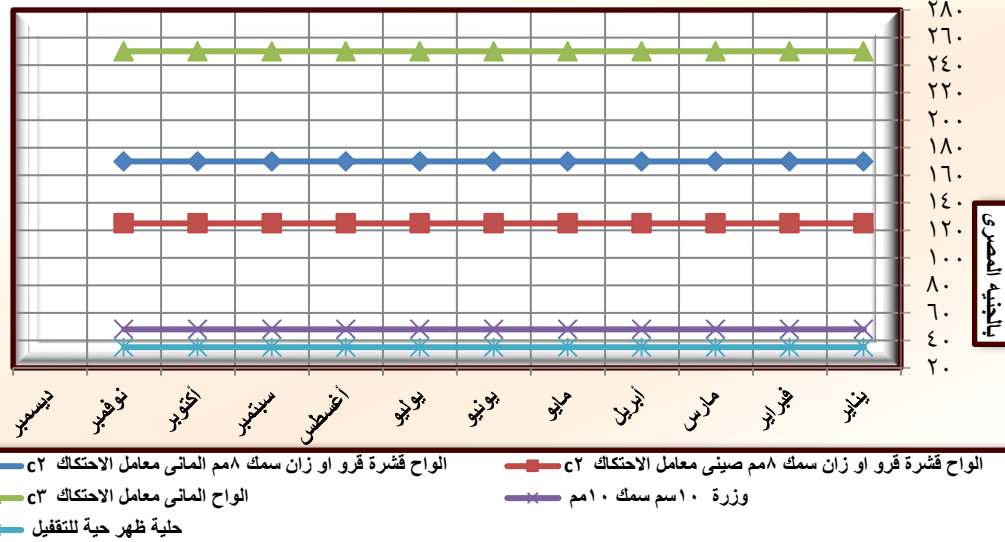 ٢٨٠
٢٦٠
٢٤٠
٢٢٠
٢٠٠
١٨٠
١٦٠
١٤٠
١٢٠
١٠٠
٨٠
٦٠
٤٠
٢٠
بالجنيه المصرى
يناير
فبراير
مارس
أبريل
مايو
يونيو
يوليو
أغسطس
سبتمبر
أكتوبر
نوفمبر
ديسمبر
الواح قشرة قرو او زان سمك ٨مم صينى معامل الاحتكاك c٢
الواح قشرة قرو او زان سمك ٨مم المانى معامل الاحتكاك c٢
وزرة ١٠سم سمك ١٠مم
الواح المانى معامل الاحتكاك c٣
حلية ظهر حية للتقفيل